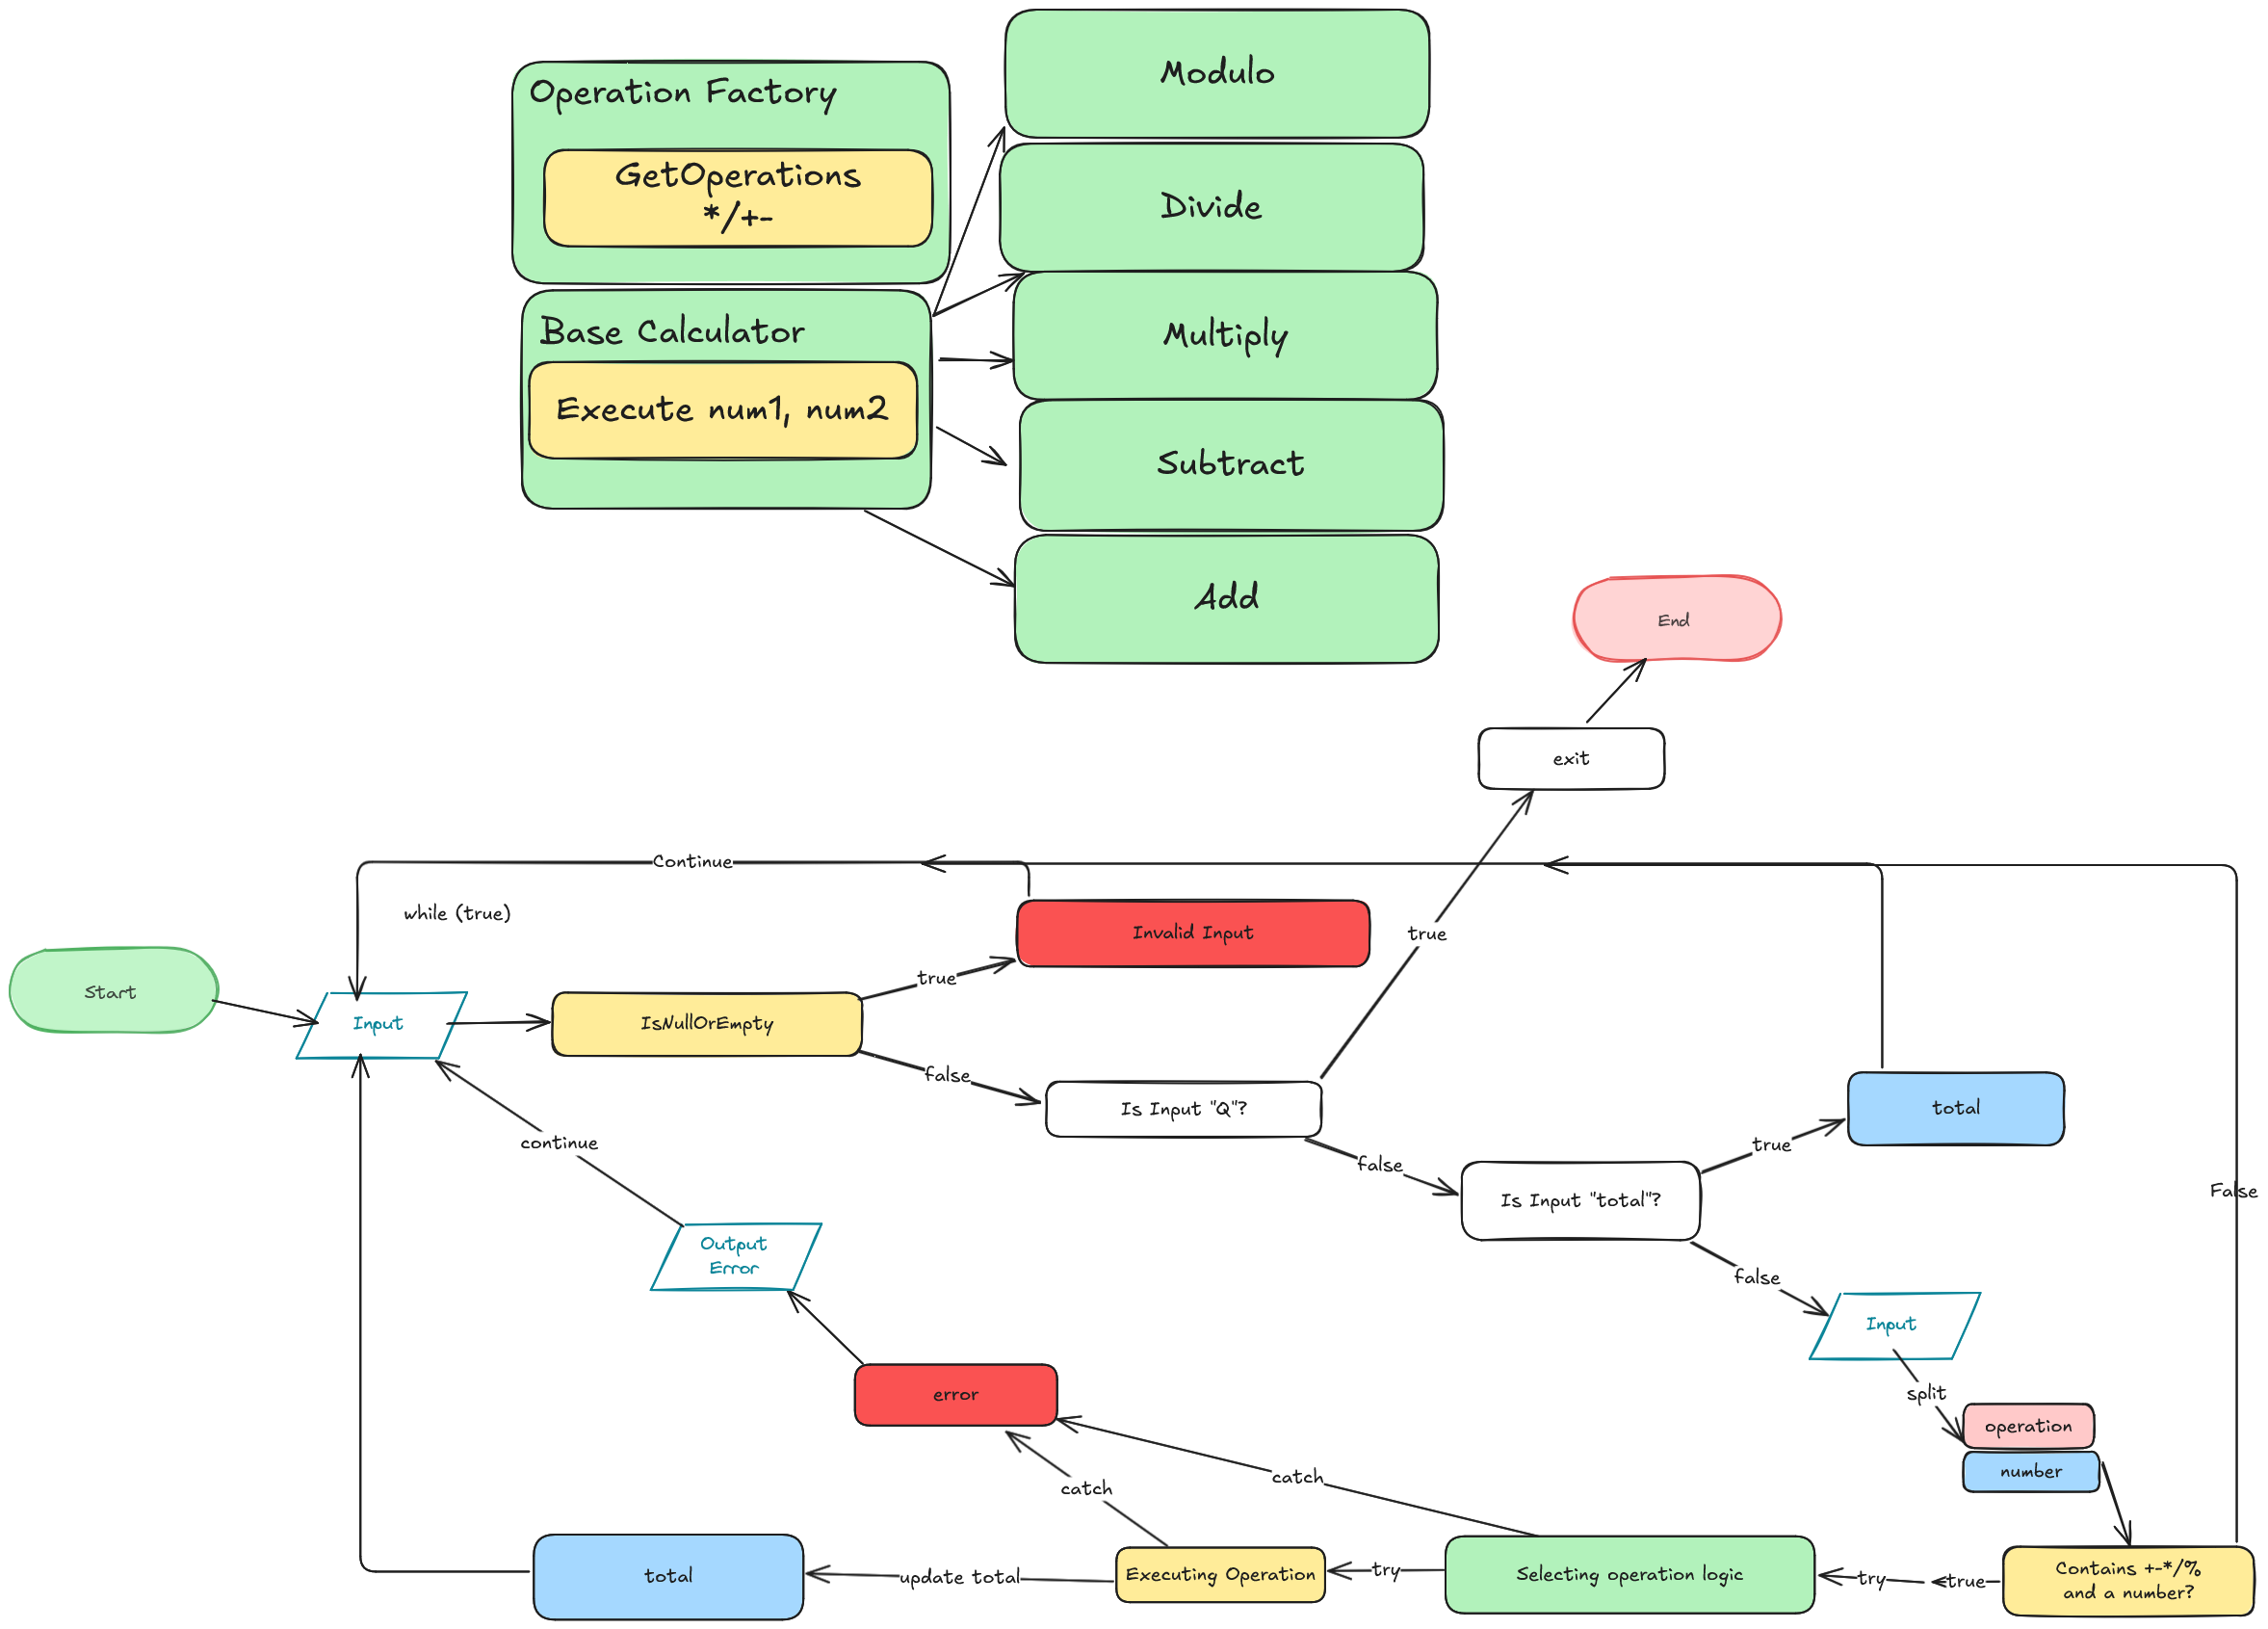 Modulo
Operation Factory
GetOperations
*/+-
Divide
Base Calculator
Multiply
Execute num1, num2
Subtract
Add
End
exit
Continue
while (true)
Invalid Input
true
Start
true
Input
IsNullOrEmpty
false
Is Input "Q"?
total
continue
false
true
Is Input "total"?
False
Output
Error
false
Input
split
error
operation
number
catch
catch
total
update total
Executing Operation
try
Selecting operation logic
try
true
Contains +-*/%
and a number?